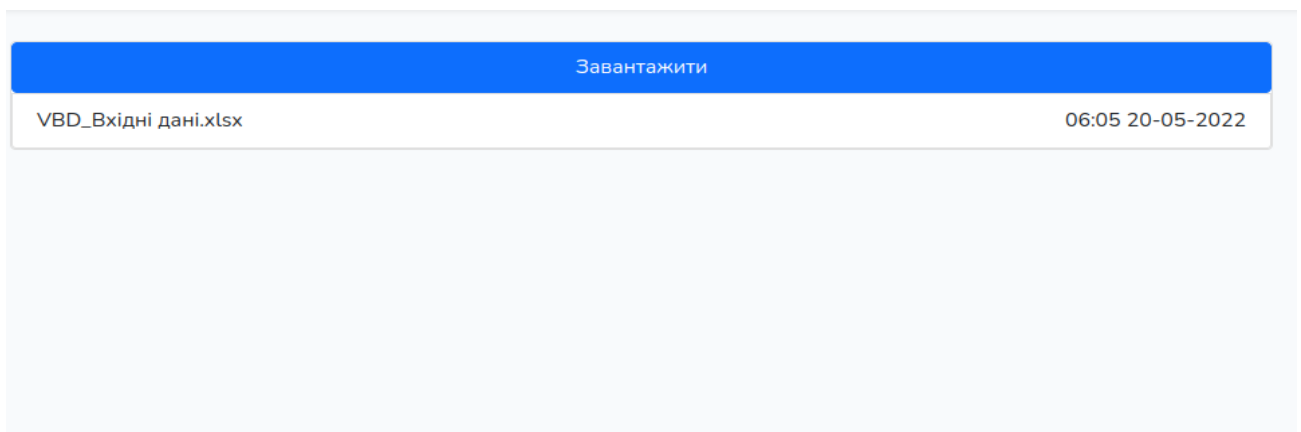 Завантажити
VBD_Вхідні дані.xlsx 06:05 20-05-2022